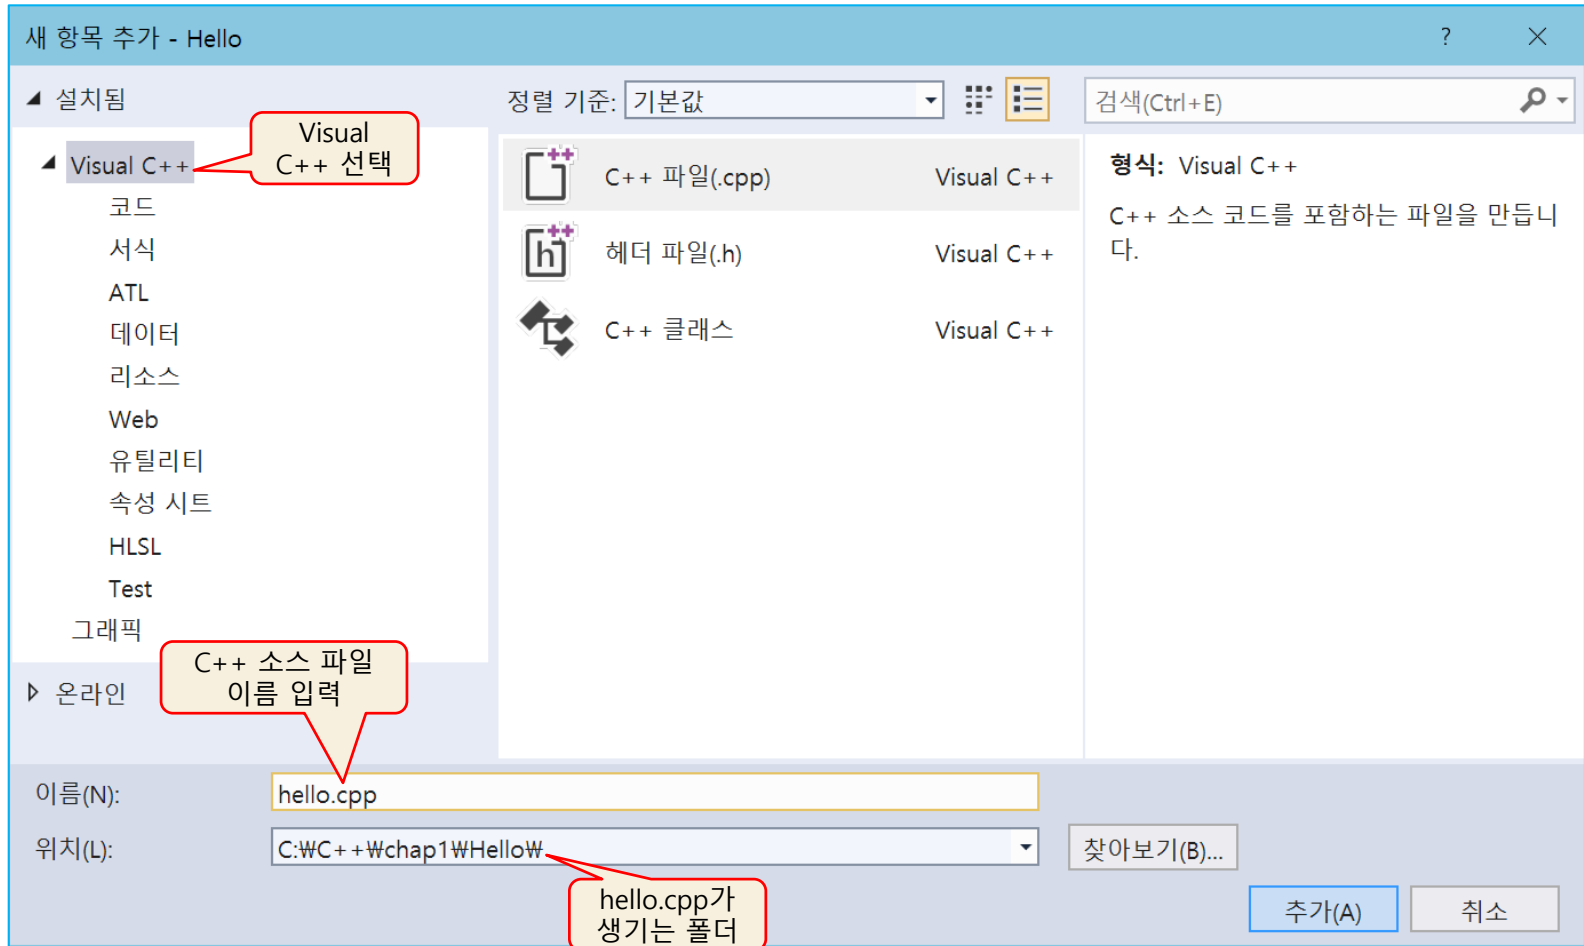 새 항목 추가 - Hello
?
설치됨
정렬 기준: 기본값
검색(Ctrl+E)
Visual C++
Visual
C++ 선택
코드
서식
ATL
데이터
리소스
Web
유틸리티
속성 시트
HLSL
Test
그래픽
온라인
C++ 파일(.cpp) Visual C++
헤더 파일(.h) Visual C++
C++ 클래스 Visual C++
형식: Visual C++
C++ 소스 코드를 포함하는 파일을 만듭니
다.
C++ 소스 파일
이름 입력
이름(N): hello.cpp
위치(L): C:₩C++₩chap1₩Hello₩
찾아보기(B)...
hello.cpp가
생기는 폴더
추가(A)
취소